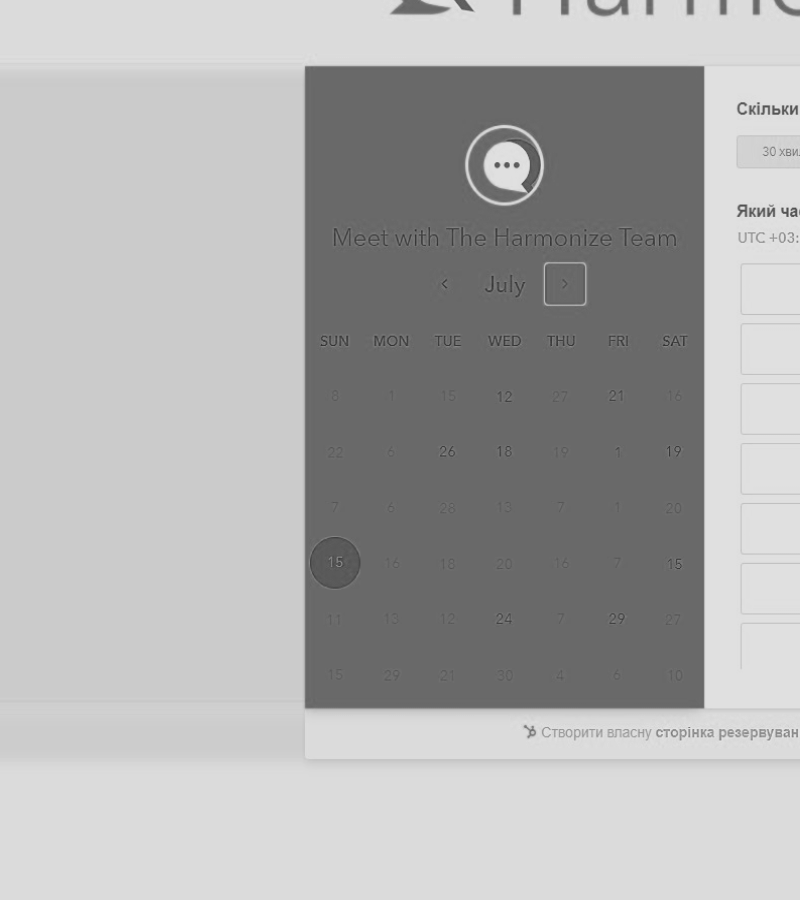 Meet with The Harmonize Team
July
SUN MON TUE WED THU FRI SAT
8 1 15 12 27 21 16
22 6 26 18 19 1 19
7 6 28 13 7 1 20
15 16 18 20 16 7 15
11 13 12 24 7 29 27
15 29 21 30 4 6 10
Скільки
30 хви
Який ча
UTC +03:
Створити власну сторінка резервуван